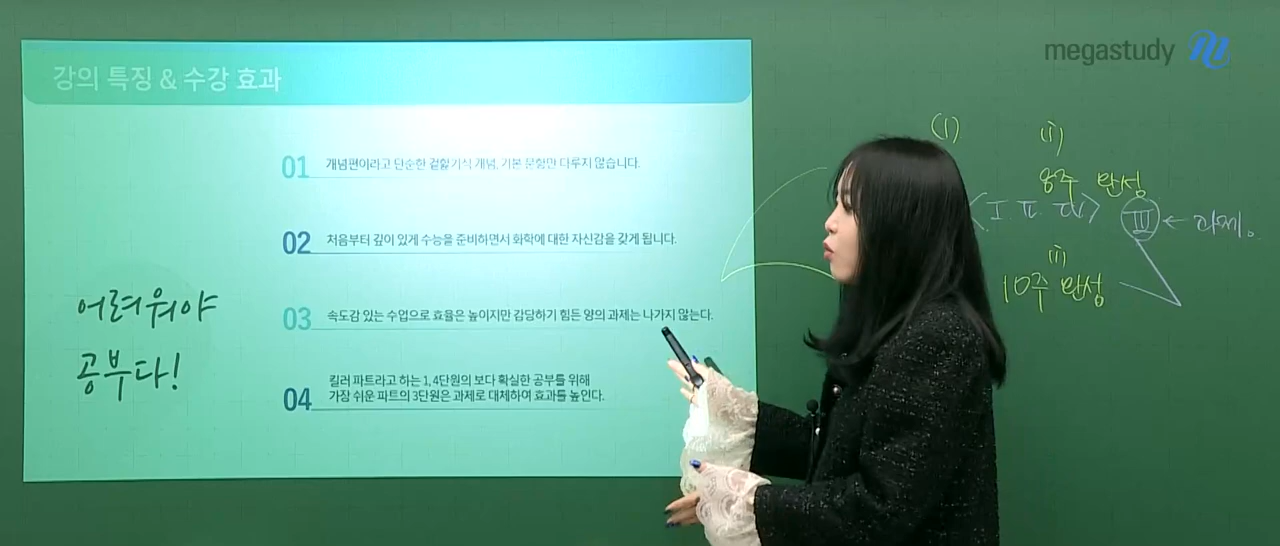 megastudy
강의 특징 & 수강 효과
01 개념편이라고 단순한 겉핥기식 개념, 기본 문항만 다루지 않습니다.
02 처음부터 깊이 있게 수능을 준비하면서 화학에 대한 자신감을 갖게 됩니다.
03 속도감 있는 수업으로 효율은 높이지만 감당하기 힘든 양의 과제는 나가지 않는다.
04 킬러 파트라고 하는 1, 4단원의 보다 확실한 공부를 위해
가장 쉬운 파트의 3단원은 과제로 대체하여 효과를 높인다.
어려워야
공부다!
(i) (ii)
8주 완성
<I. II. IV> III ← 과제。
(ii)
10주 완성